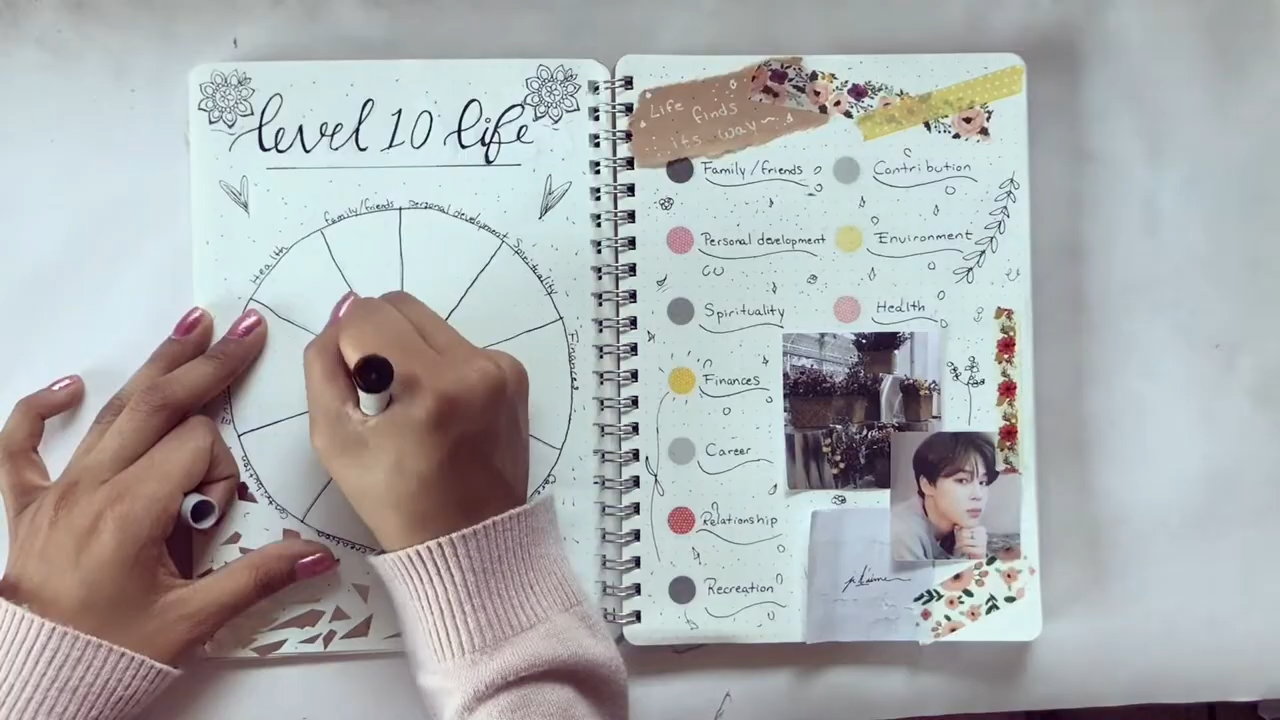 level 10 life
Health
family/friends
personal development
Spirituality
Finances
Contribution
Life finds
its way~
Family/friends
Personal development
Spirituality
Finances
Career
Relationship
Recreation
Contribution
Environment
Health